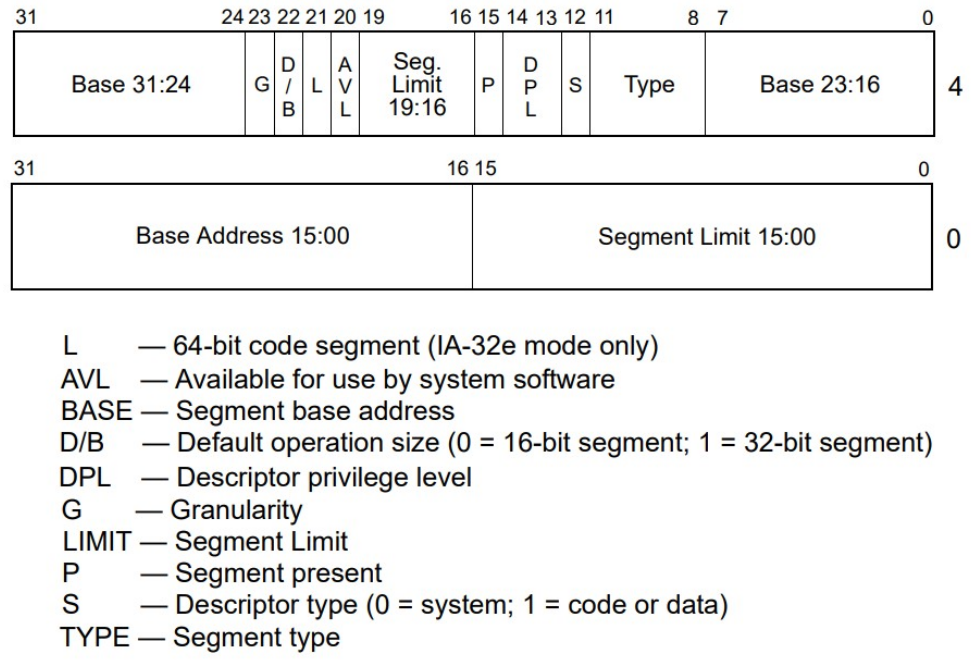 31 24 23 22 21 20 19 16 15 14 13 12 11 8 7 0
Base 31:24 G D/B L AVL Seg. Limit 19:16 P DPL S Type Base 23:16 4
31 16 15 0
Base Address 15:00 Segment Limit 15:00 0
L — 64-bit code segment (IA-32e mode only)
AVL — Available for use by system software
BASE — Segment base address
D/B — Default operation size (0 = 16-bit segment; 1 = 32-bit segment)
DPL — Descriptor privilege level
G — Granularity
LIMIT — Segment Limit
P — Segment present
S — Descriptor type (0 = system; 1 = code or data)
TYPE — Segment type